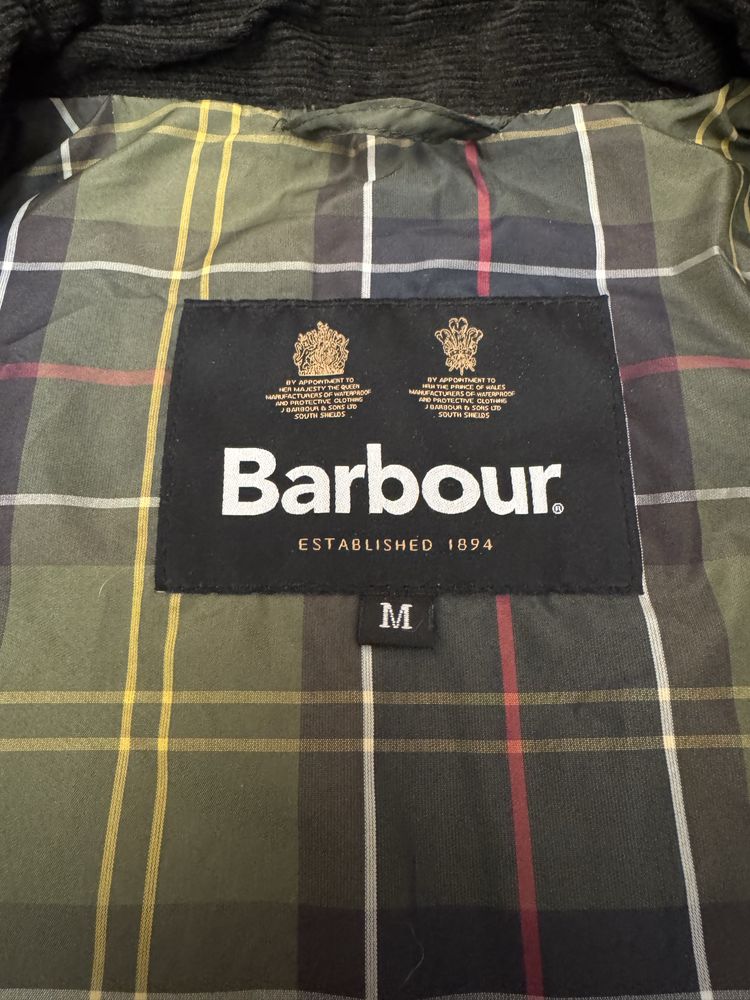 BY APPOINTMENT TO
HER MAJESTY THE QUEEN
MANUFACTURERS OF WATERPROOF
AND PROTECTIVE CLOTHING
J BARBOUR & SONS LTD
SOUTH SHIELDS
BY APPOINTMENT TO
HRH THE PRINCE OF WALES
MANUFACTURERS OF WATERPROOF
AND PROTECTIVE CLOTHING
J BARBOUR & SONS LTD
SOUTH SHIELDS
Barbour®
ESTABLISHED 1894
M